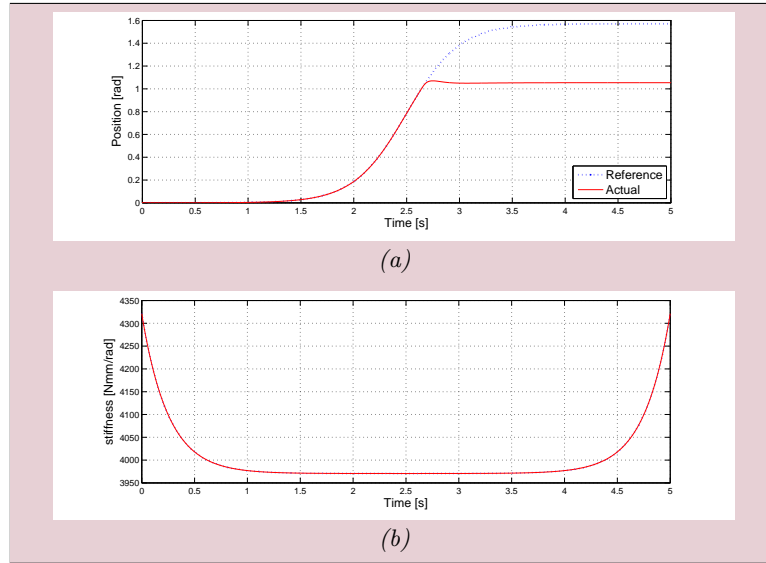 1.6
1.4
1.2
1
0.8
0.6
0.4
0.2
0
Position [rad]
Reference
Actual
0 0.5 1 1.5 2 2.5 3 3.5 4 4.5 5
Time [s]
(a)
4350
4300
4250
4200
4150
4100
4050
4000
3950
stiffness [Nmm/rad]
0 0.5 1 1.5 2 2.5 3 3.5 4 4.5 5
Time [s]
(b)